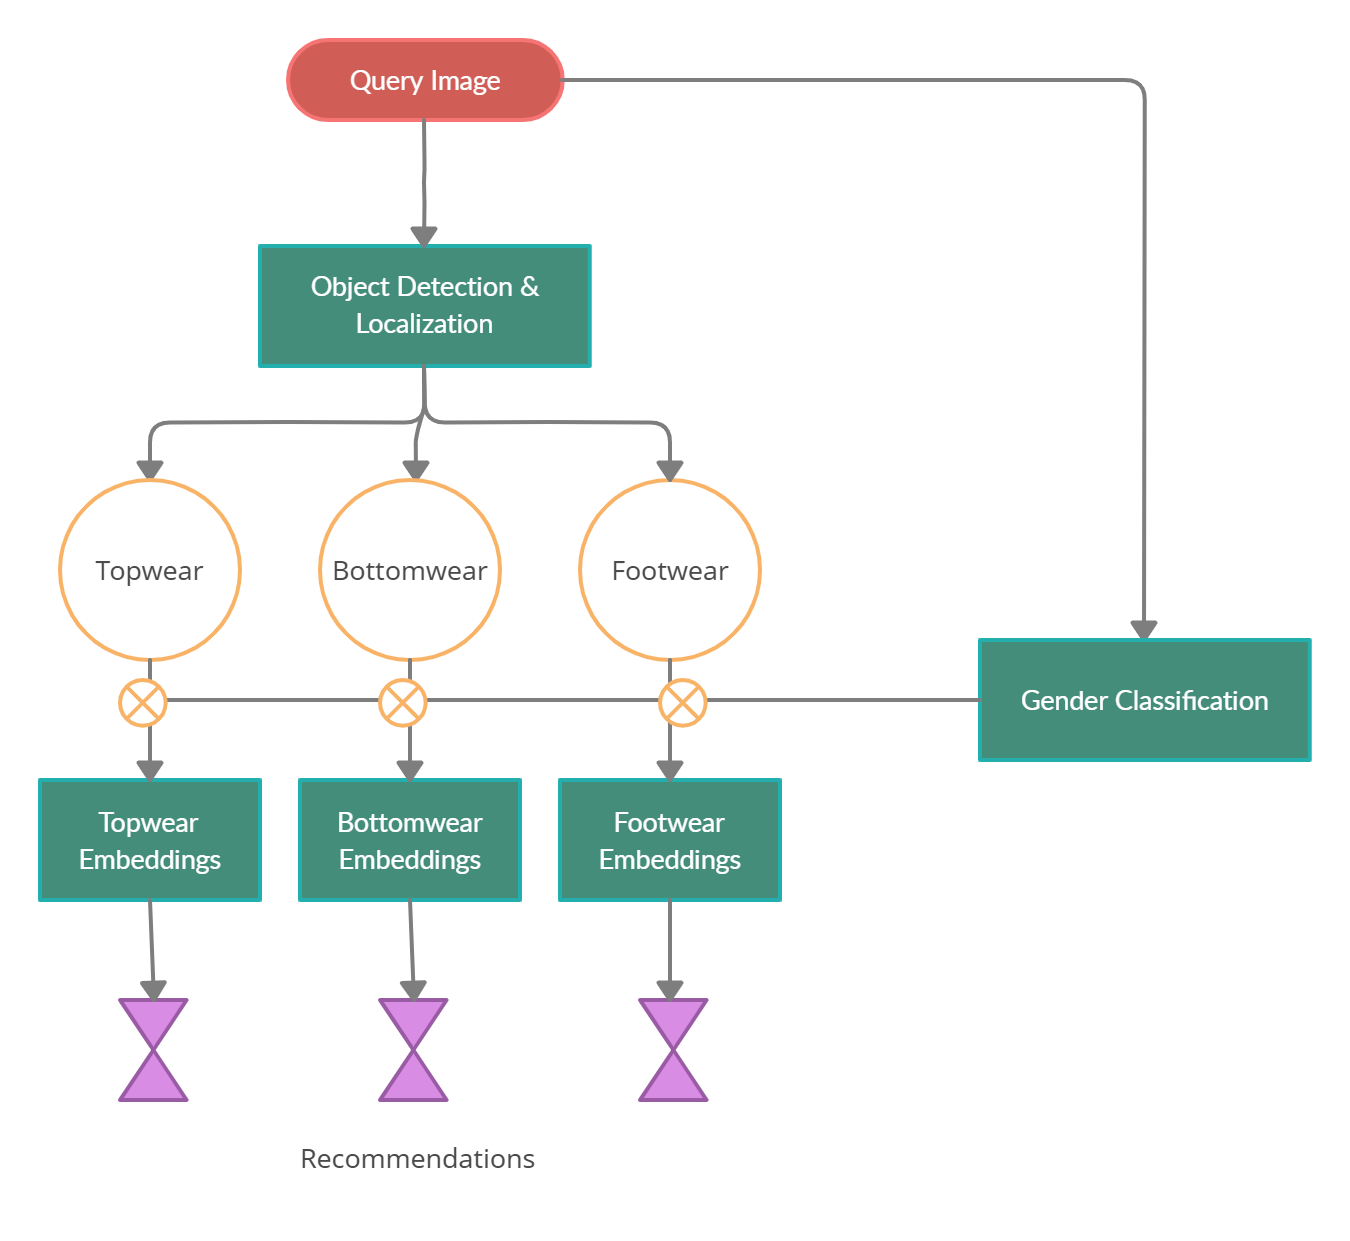 Query Image
Object Detection &
Localization
Topwear
Bottomwear
Footwear
Gender Classification
Topwear
Embeddings
Bottomwear
Embeddings
Footwear
Embeddings
Recommendations